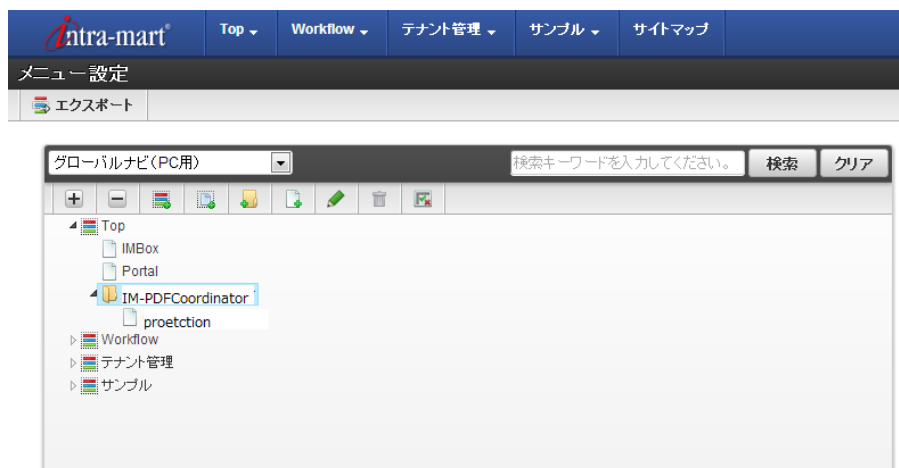 intra-mart® Top Workflow テナント管理 サンプル サイトマップ
メニュー設定
エクスポート
グローバルナビ(PC用) 検索キーワードを入力してください。 検索 クリア
Top
IMBox
Portal
IM-PDFCoordinator
proetction
Workflow
テナント管理
サンプル